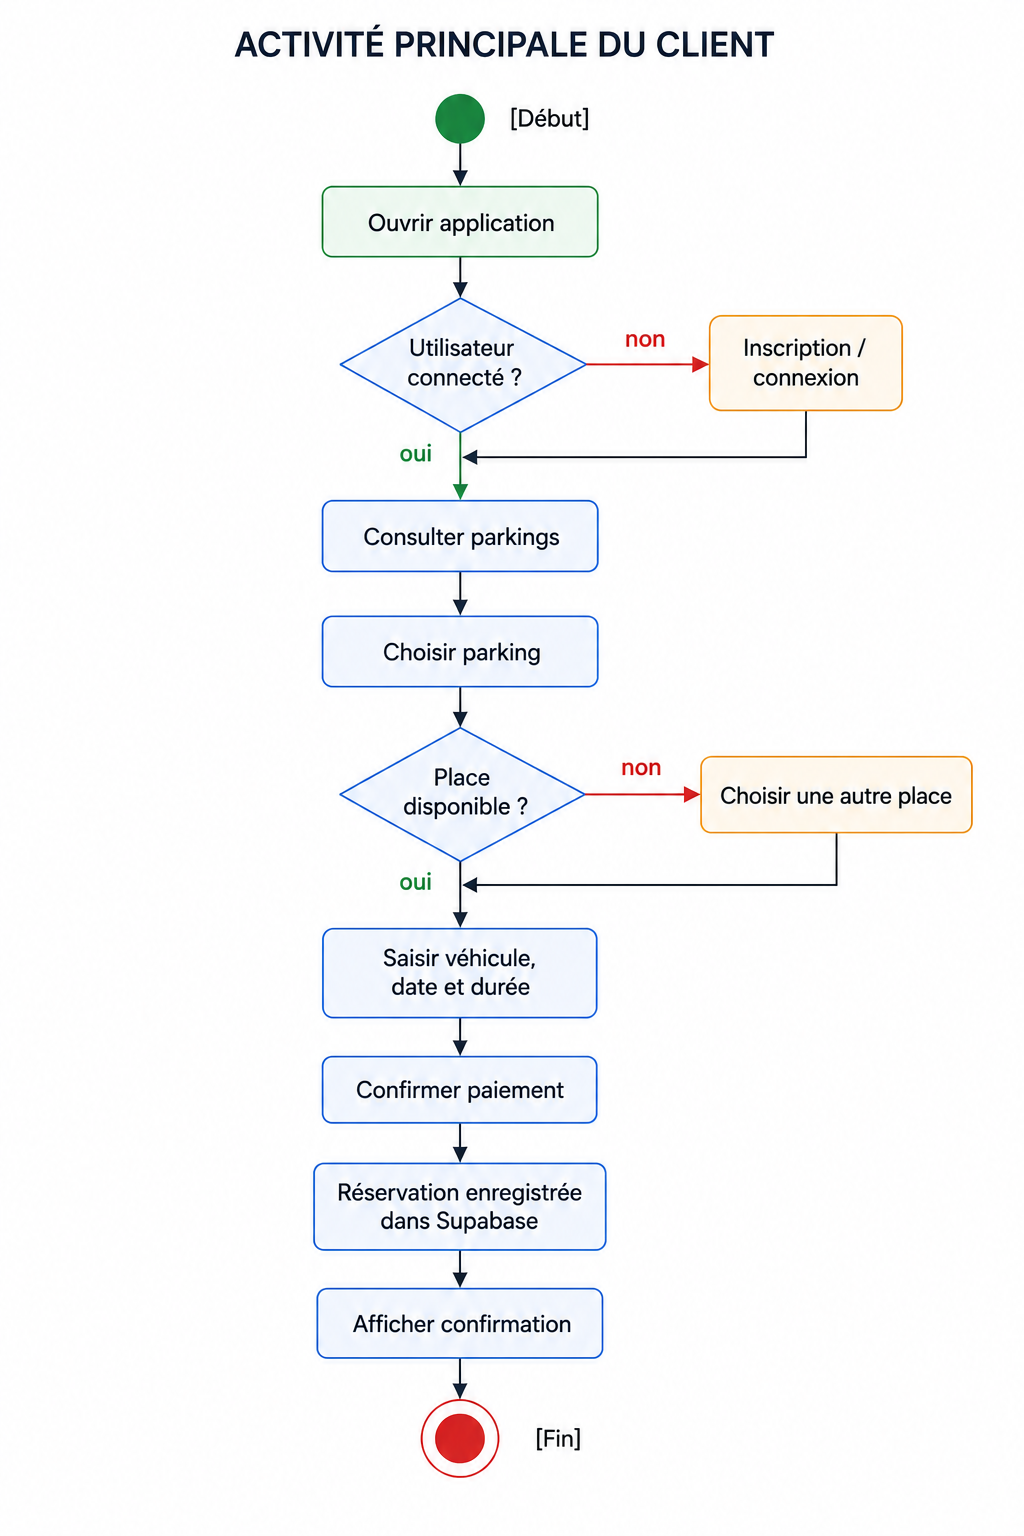 ACTIVITÉ PRINCIPALE DU CLIENT
[Début]
Ouvrir application
Utilisateur
connecté ?
non
Inscription /
connexion
oui
Consulter parkings
Choisir parking
Place
disponible ?
non
Choisir une autre place
oui
Saisir véhicule,
date et durée
Confirmer paiement
Réservation enregistrée
dans Supabase
Afficher confirmation
[Fin]